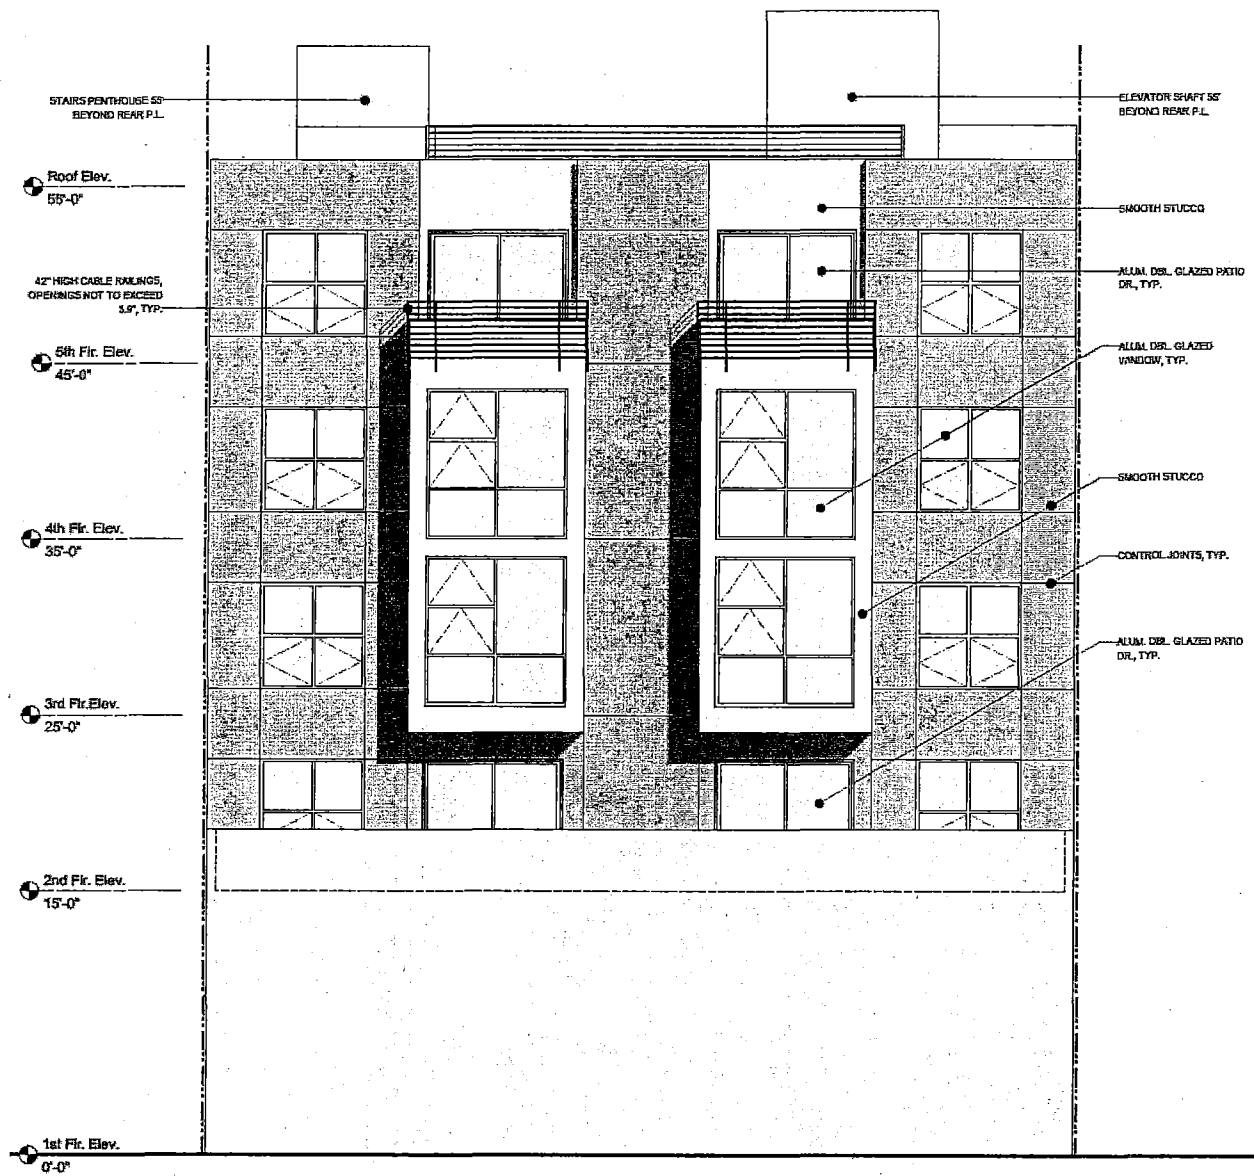 STAIRS PENTHOUSE 55'
BEYOND REAR P.L.
ELEVATOR SHAFT 55'
BEYOND REAR P.L.
Roof Elev.
55'-0"
SMOOTH STUCCO
42" HIGH CABLE RAILINGS,
OPENINGS NOT TO EXCEED
3.9", TYP.
ALUM. DBL. GLAZED PATIO
DR., TYP.
5th Flr. Elev.
45'-0"
ALUM. DBL. GLAZED
WINDOW, TYP.
SMOOTH STUCCO
4th Flr. Elev.
35'-0"
CONTROL JOINTS, TYP.
ALUM. DBL. GLAZED PATIO
DR., TYP.
3rd Flr.Elev.
25'-0"
2nd Flr. Elev.
15'-0"
1st Flr. Elev.
0'-0"